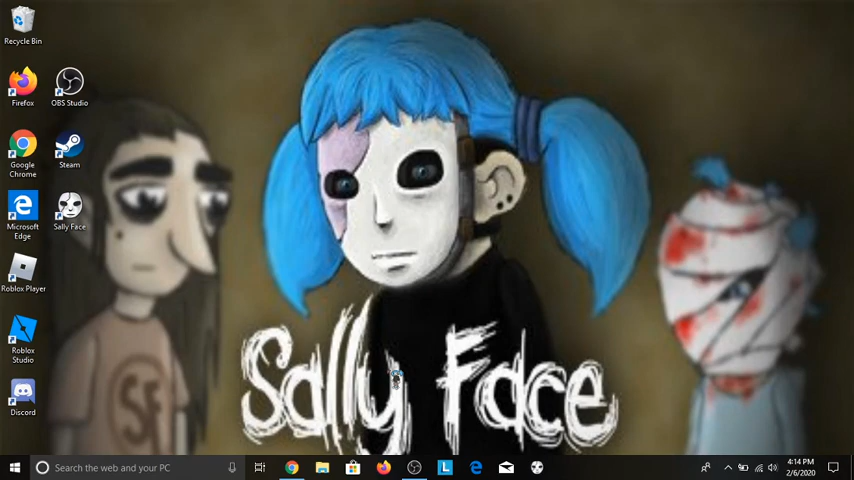 Recycle Bin
Firefox
OBS Studio
Google
Chrome
Steam
Microsoft
Edge
Sally Face
Roblox Player
Roblox
Studio
Discord
SF
Sally Face
Search the web and your PC
L
4:14 PM
2/6/2020